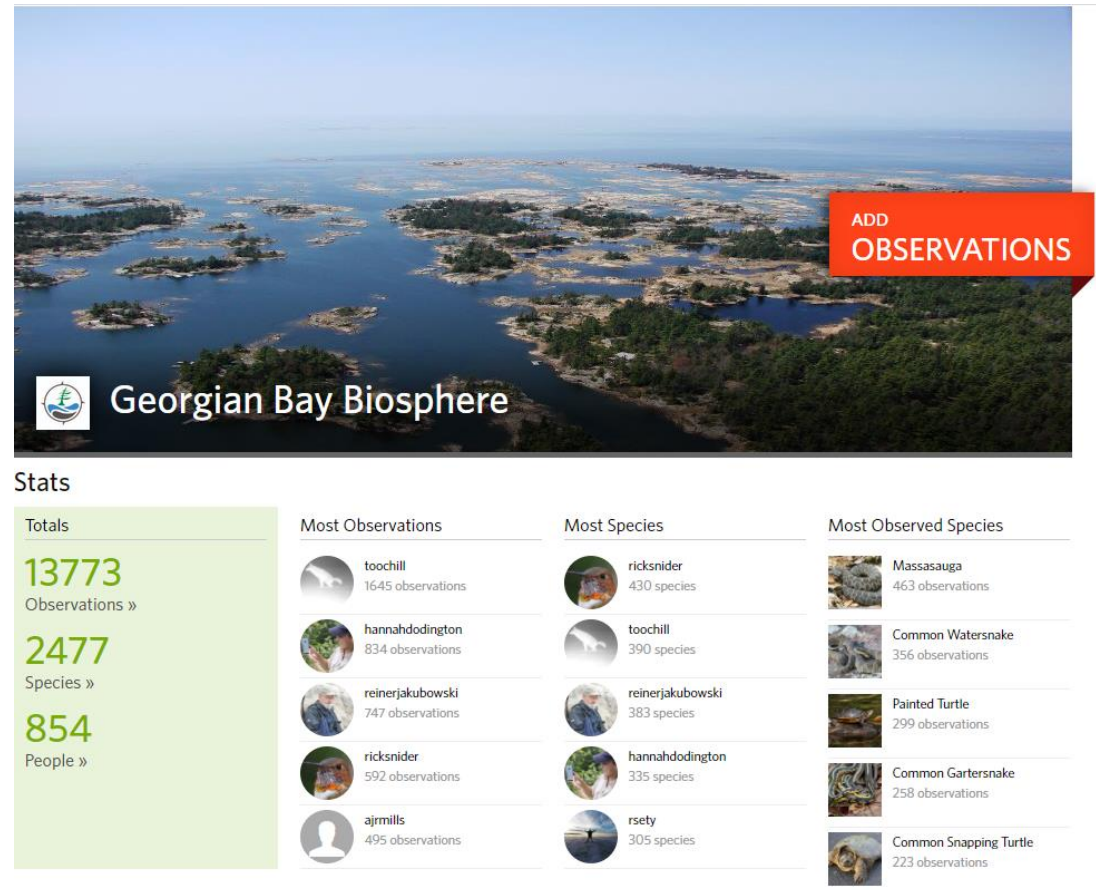 ADD
OBSERVATIONS
Georgian Bay Biosphere
Stats
Totals
13773
Observations »
2477
Species »
854
People »
Most Observations
toochill
1645 observations
hannahdodington
834 observations
reinerjakubowski
747 observations
ricksnider
592 observations
ajrmills
495 observations
Most Species
ricksnider
430 species
toochill
390 species
reinerjakubowski
383 species
hannahdodington
335 species
rsety
305 species
Most Observed Species
Massasauga
463 observations
Common Watersnake
356 observations
Painted Turtle
299 observations
Common Gartersnake
258 observations
Common Snapping Turtle
223 observations